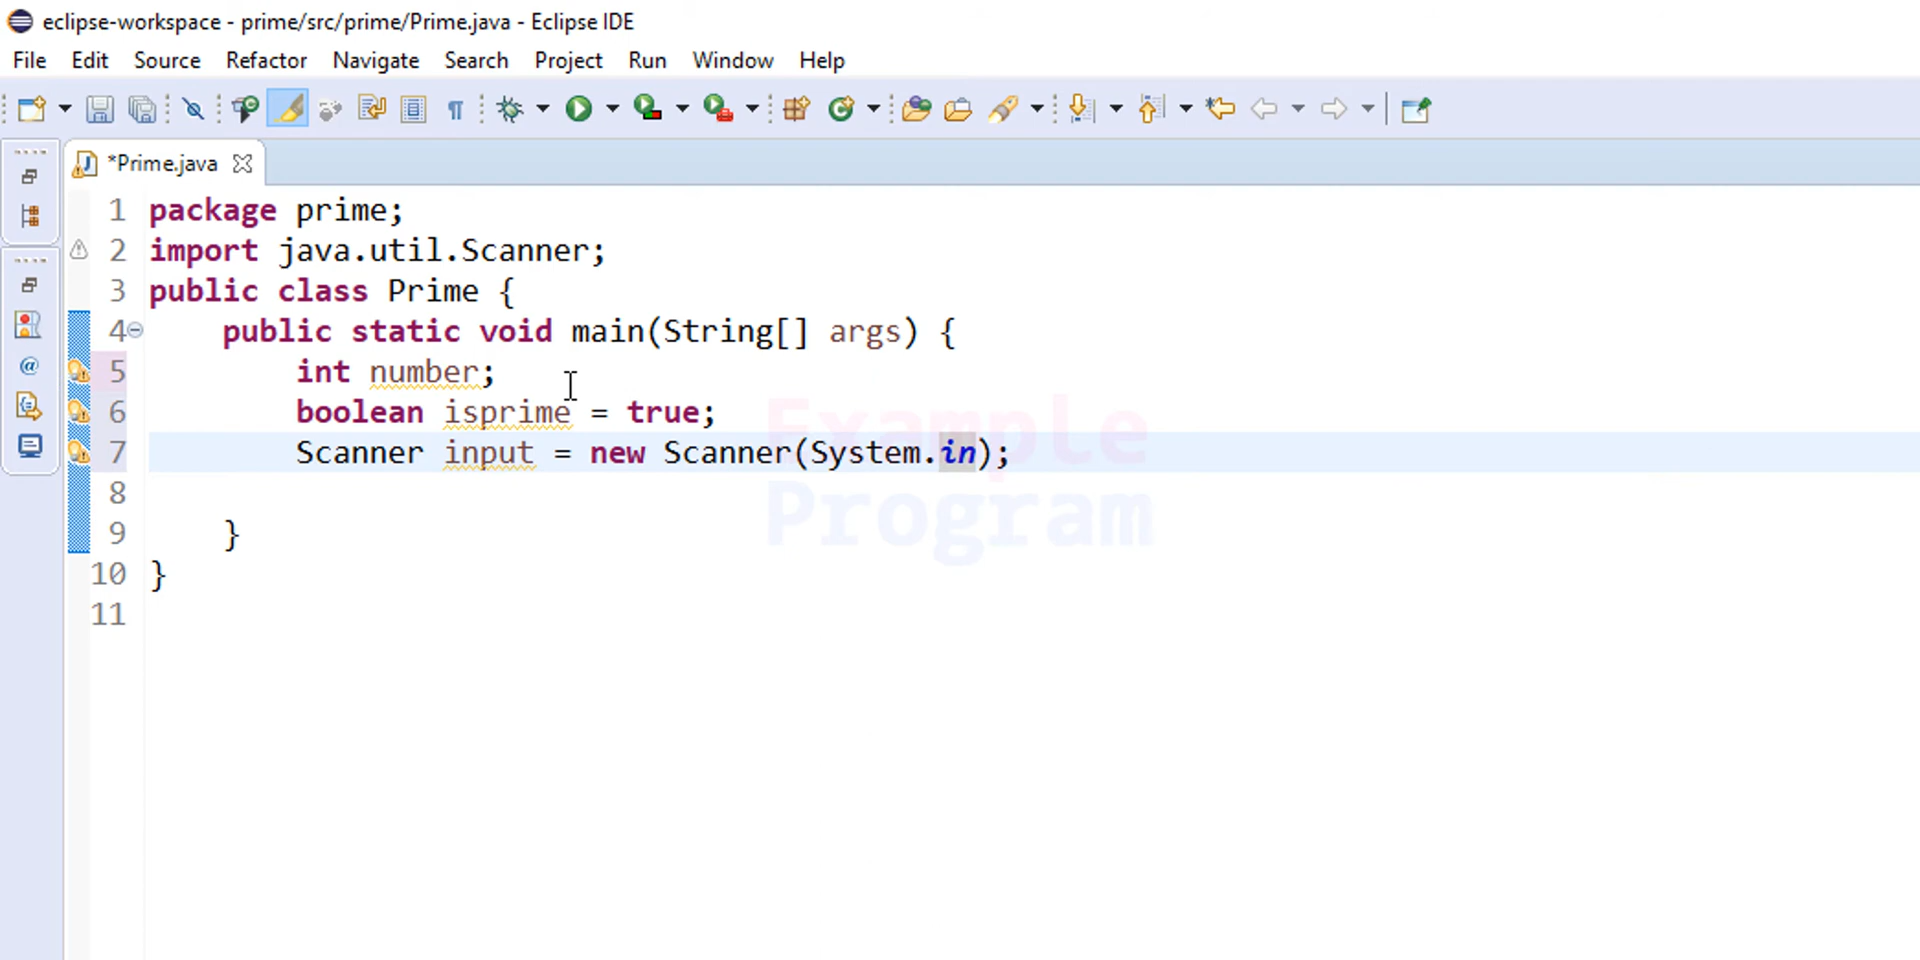 eclipse-workspace - prime/src/prime/Prime.java - Eclipse IDE
File Edit Source Refactor Navigate Search Project Run Window Help
*Prime.java
1 package prime;
2 import java.util.Scanner;
3 public class Prime {
4 public static void main(String[] args) {
5 int number;
6 boolean isprime = true;
7 Scanner input = new Scanner(System.in);
8
9 }
10 }
11
Example
Program